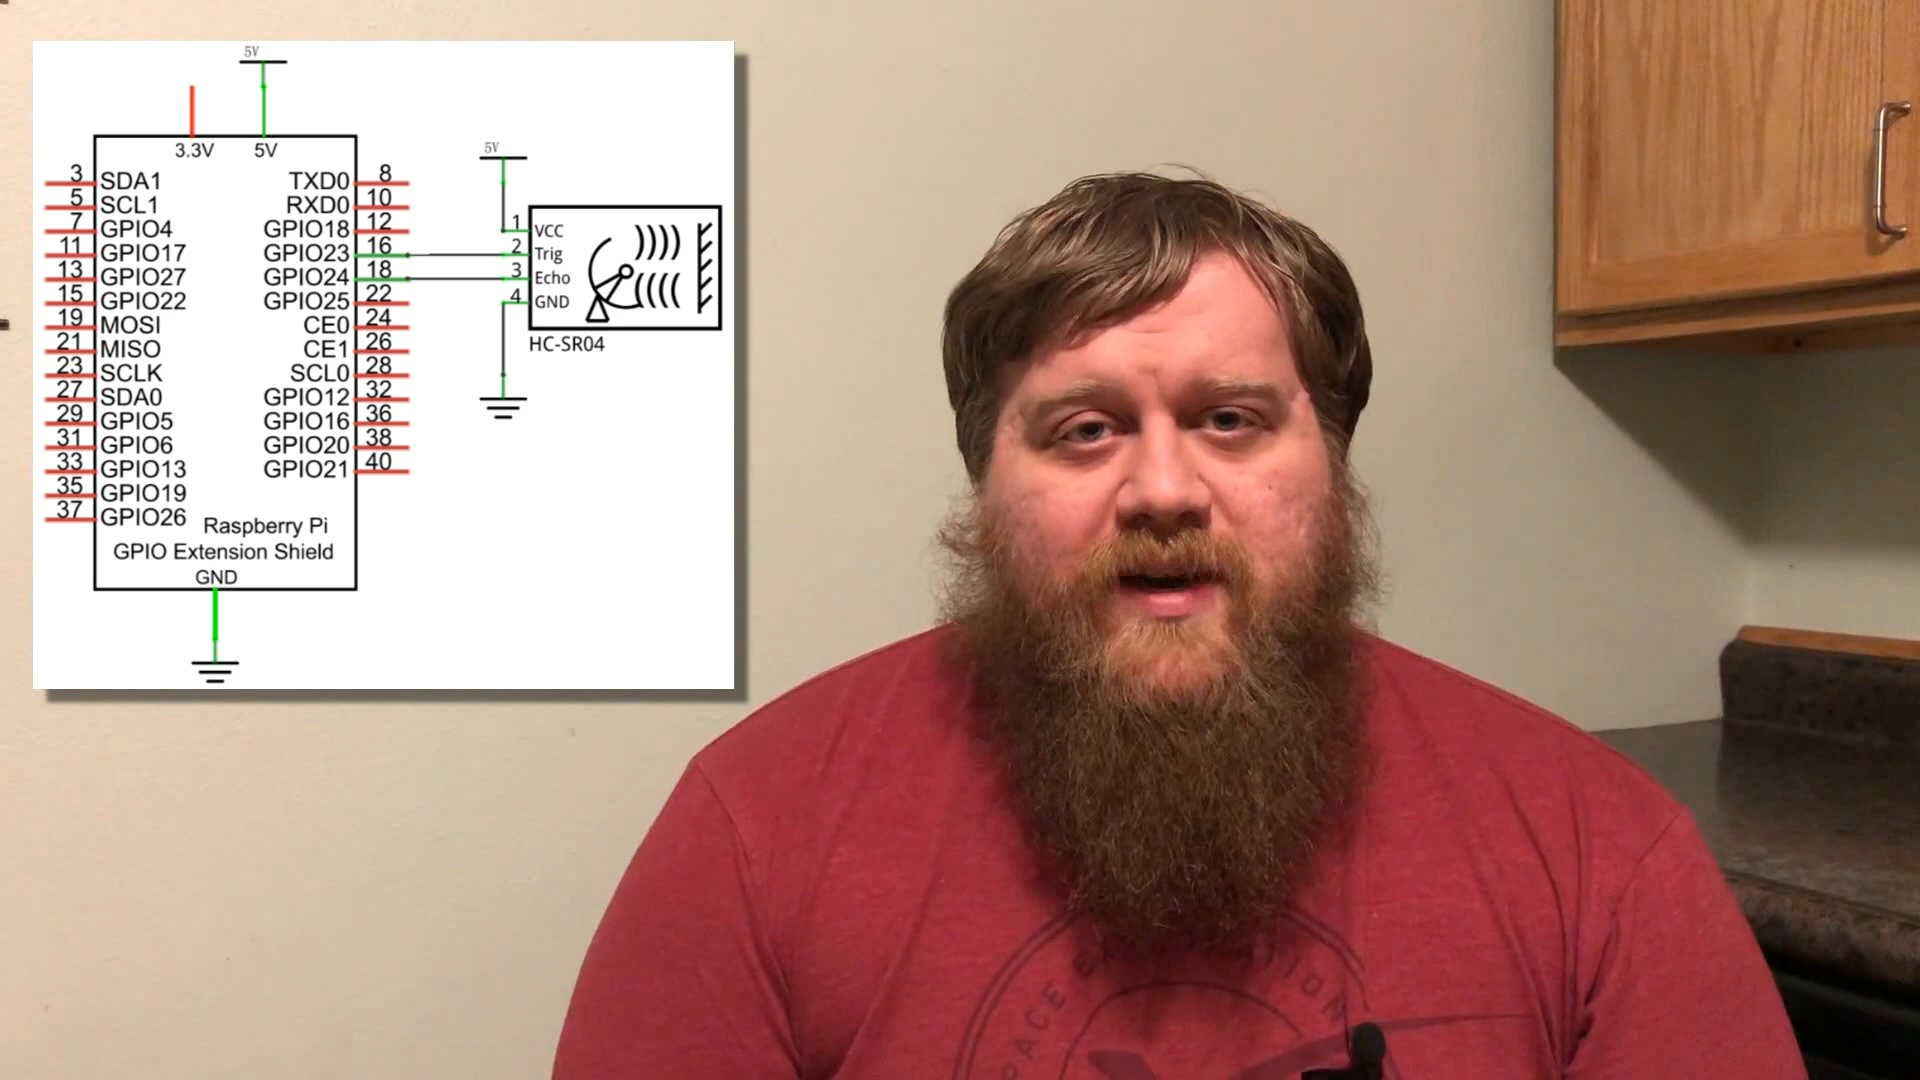 5V
3.3V 5V
3 SDA1 TXD0 8
5 SCL1 RXD0 10
7 GPIO4 GPIO18 12
11 GPIO17 GPIO23 16
13 GPIO27 GPIO24 18
15 GPIO22 GPIO25 22
19 MOSI CE0 24
21 MISO CE1 26
23 SCLK SCL0 28
27 SDA0 GPIO12 32
29 GPIO5 GPIO16 36
31 GPIO6 GPIO20 38
33 GPIO13 GPIO21 40
35 GPIO19
37 GPIO26
Raspberry Pi
GPIO Extension Shield
GND
5V
1 VCC
2 Trig
3 Echo
4 GND
HC-SR04